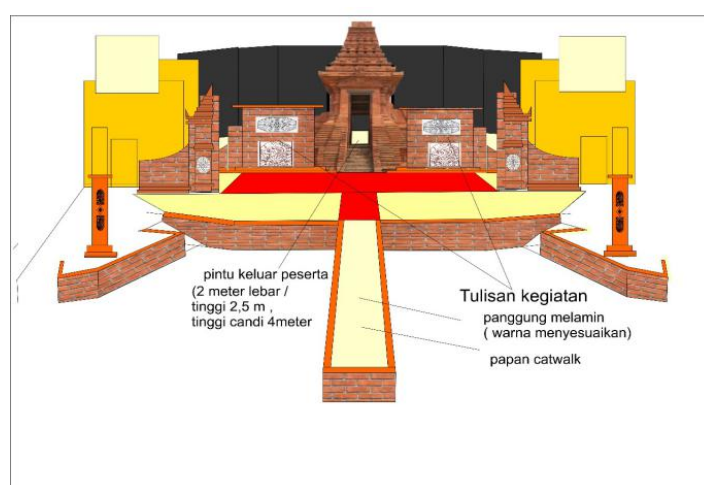 pintu keluar peserta
(2 meter lebar /
tinggi 2,5 m ,
tinggi candi 4meter
Tulisan kegiatan
panggung melamin
( warna menyesuaikan)
papan catwalk